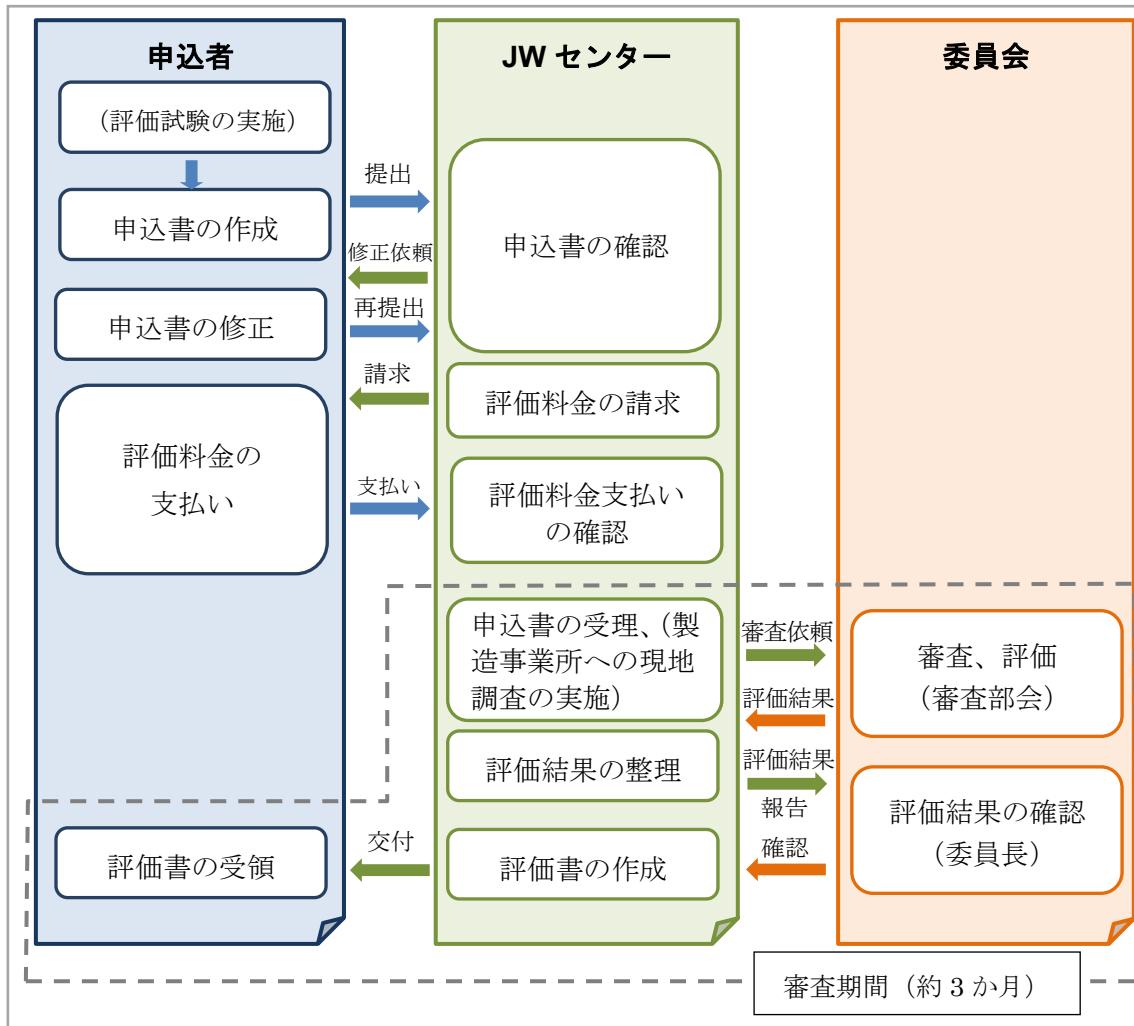 申込者
JW センター
委員会
(評価試験の実施)
提出
申込書の作成
申込書の確認
修正依頼
申込書の修正
再提出
請求
評価料金の請求
評価料金の
支払い
支払い
評価料金支払い
の確認
申込書の受理、(製
造事業所への現地
調査の実施)
審査依頼
審査、評価
(審査部会)
評価結果
評価結果の整理
評価結果
報告
評価結果の確認
(委員長)
確認
評価書の作成
交付
評価書の受領
審査期間(約 3 か月)